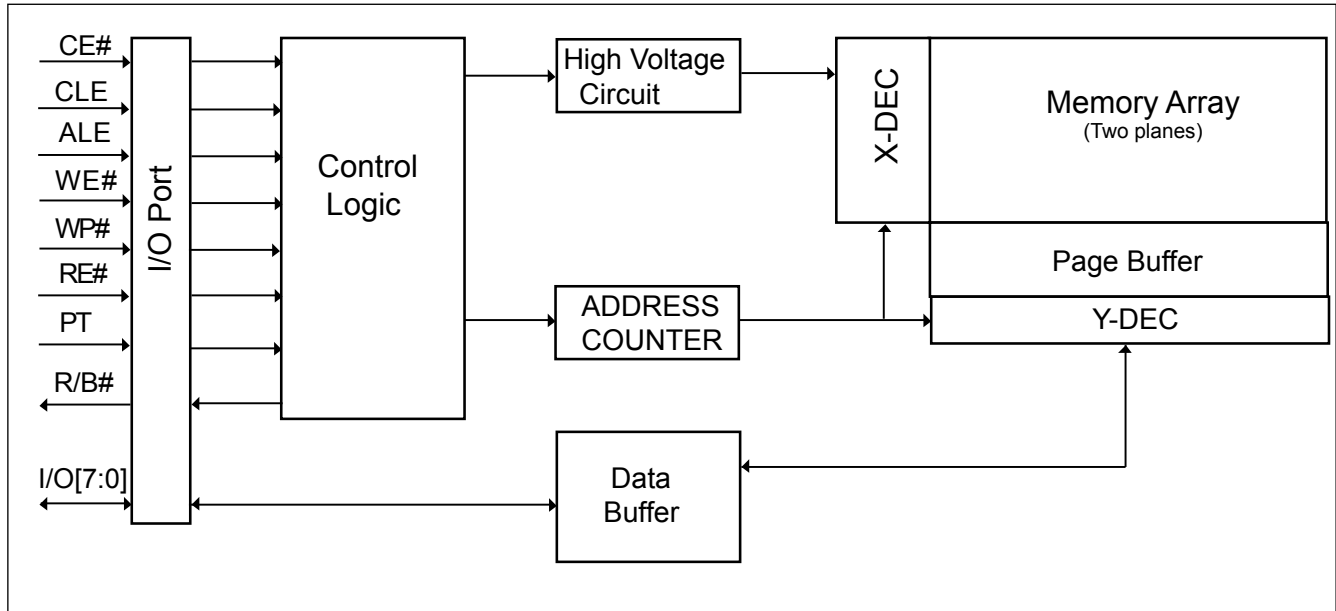 CE#
CLE
ALE
WE#
WP#
RE#
PT
R/B#
I/O[7:0]
I/O Port
Control
Logic
High Voltage
Circuit
ADDRESS
COUNTER
Data
Buffer
X-DEC
Memory Array
(Two planes)
Page Buffer
Y-DEC